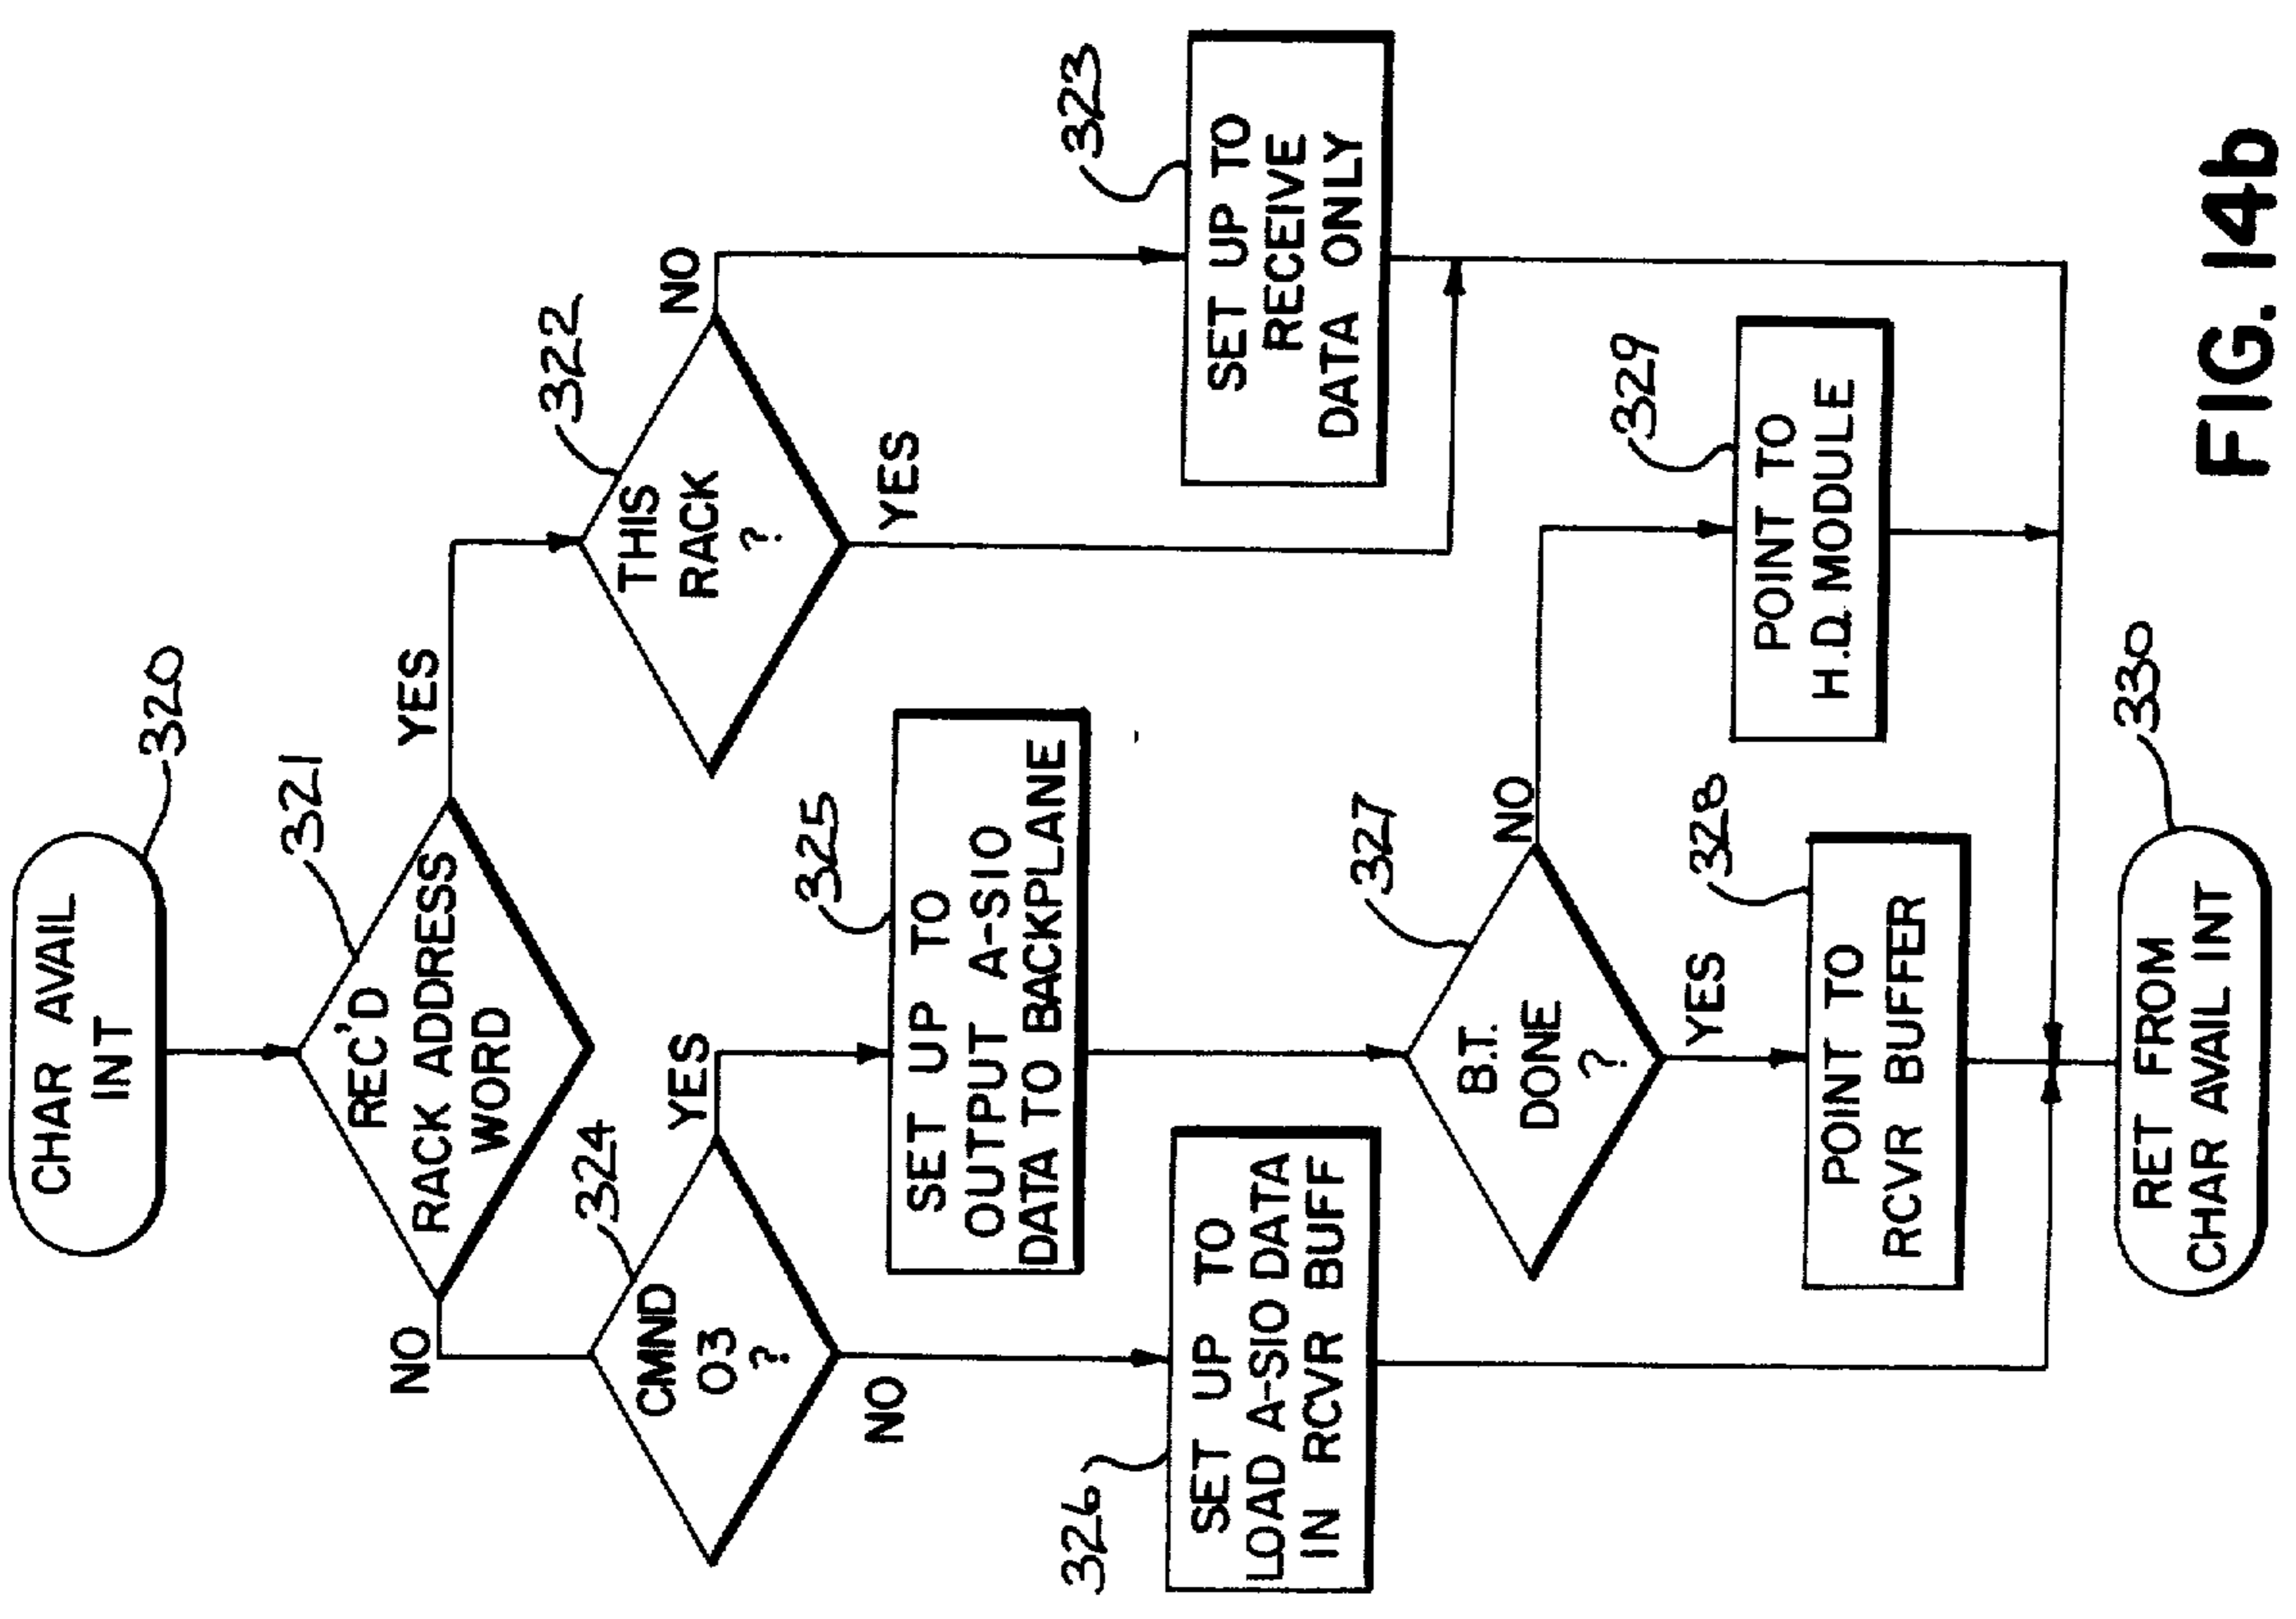 CHAR AVAIL
INT
320
321
REC'D
RACK ADDRESS
WORD
NO
YES
324
CMND
03
?
YES
NO
322
THIS
RACK
?
NO
YES
325
SET UP TO
OUTPUT A-SIO
DATA TO BACKPLANE
323
SET UP TO
RECEIVE
DATA ONLY
326
SET UP TO
LOAD A-SIO DATA
IN RCVR BUFF
327
B.T.
DONE
?
NO
YES
328
POINT TO
RCVR BUFFER
329
POINT TO
H.D. MODULE
330
RET FROM
CHAR AVAIL INT
FIG. 14b